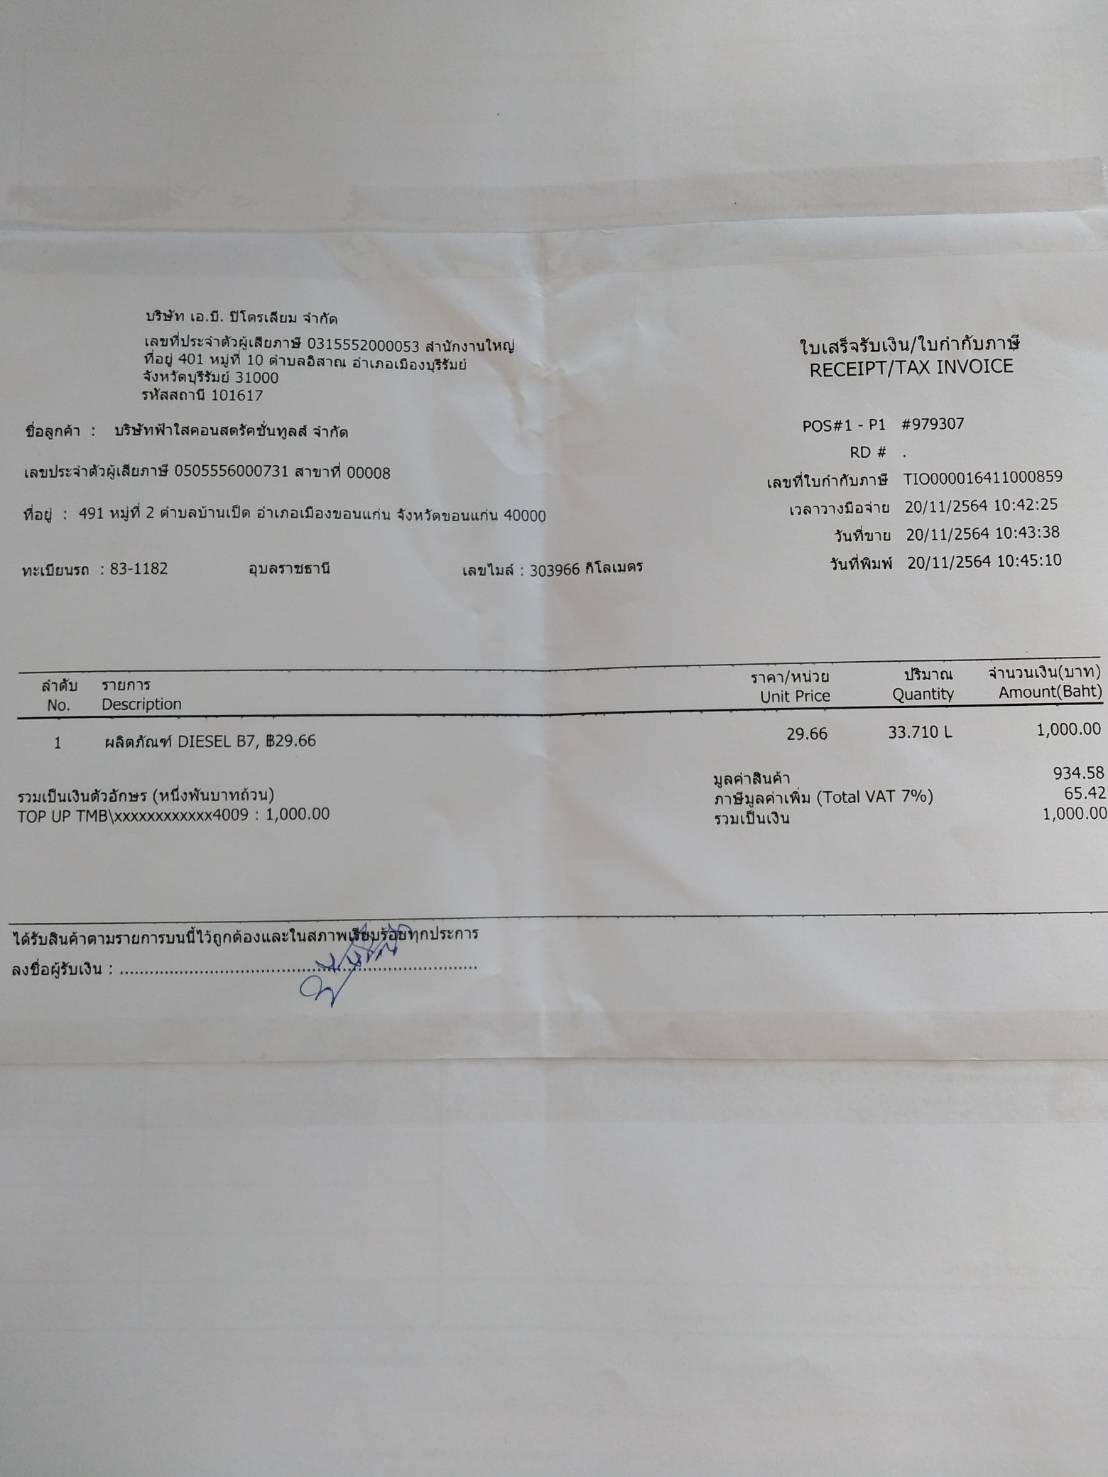 บริษัท เอ.บี. ปิโตรเลียม จำกัด
เลขที่ประจำตัวผู้เสียภาษี 0315552000053 สำนักงานใหญ่
ที่อยู่ 401 หมู่ที่ 10 ตำบลอิสาณ อำเภอเมืองบุรีรัมย์
จังหวัดบุรีรัมย์ 31000
รหัสสถานี 101617
ใบเสร็จรับเงิน/ใบกำกับภาษี
RECEIPT/TAX INVOICE
ชื่อลูกค้า : บริษัทฟ้าใสคอนสตรัคชั่นทูลส์ จำกัด
เลขประจำตัวผู้เสียภาษี 0505556000731 สาขาที่ 00008
ที่อยู่ : 491 หมู่ที่ 2 ตำบลบ้านเป็ด อำเภอเมืองขอนแก่น จังหวัดขอนแก่น 40000
ทะเบียนรถ : 83-1182 อุบลราชธานี เลขไมล์ : 303966 กิโลเมตร
POS#1 - P1 #979307
RD # .
เลขที่ใบกำกับภาษี TIO000016411000859
เวลาวางมือจ่าย 20/11/2564 10:42:25
วันที่ขาย 20/11/2564 10:43:38
วันที่พิมพ์ 20/11/2564 10:45:10
ลำดับ รายการ ราคา/หน่วย ปริมาณ จำนวนเงิน(บาท)
No. Description Unit Price Quantity Amount(Baht)
1 ผลิตภัณฑ์ DIESEL B7, ฿29.66 29.66 33.710 L 1,000.00
มูลค่าสินค้า 934.58
รวมเป็นเงินตัวอักษร (หนึ่งพันบาทถ้วน) ภาษีมูลค่าเพิ่ม (Total VAT 7%) 65.42
TOP UP TMB\xxxxxxxxxxxx4009 : 1,000.00 รวมเป็นเงิน 1,000.00
ได้รับสินค้าตามรายการบนนี้ไว้ถูกต้องและในสภาพเรียบร้อยทุกประการ
ลงชื่อผู้รับเงิน : ........................................................................